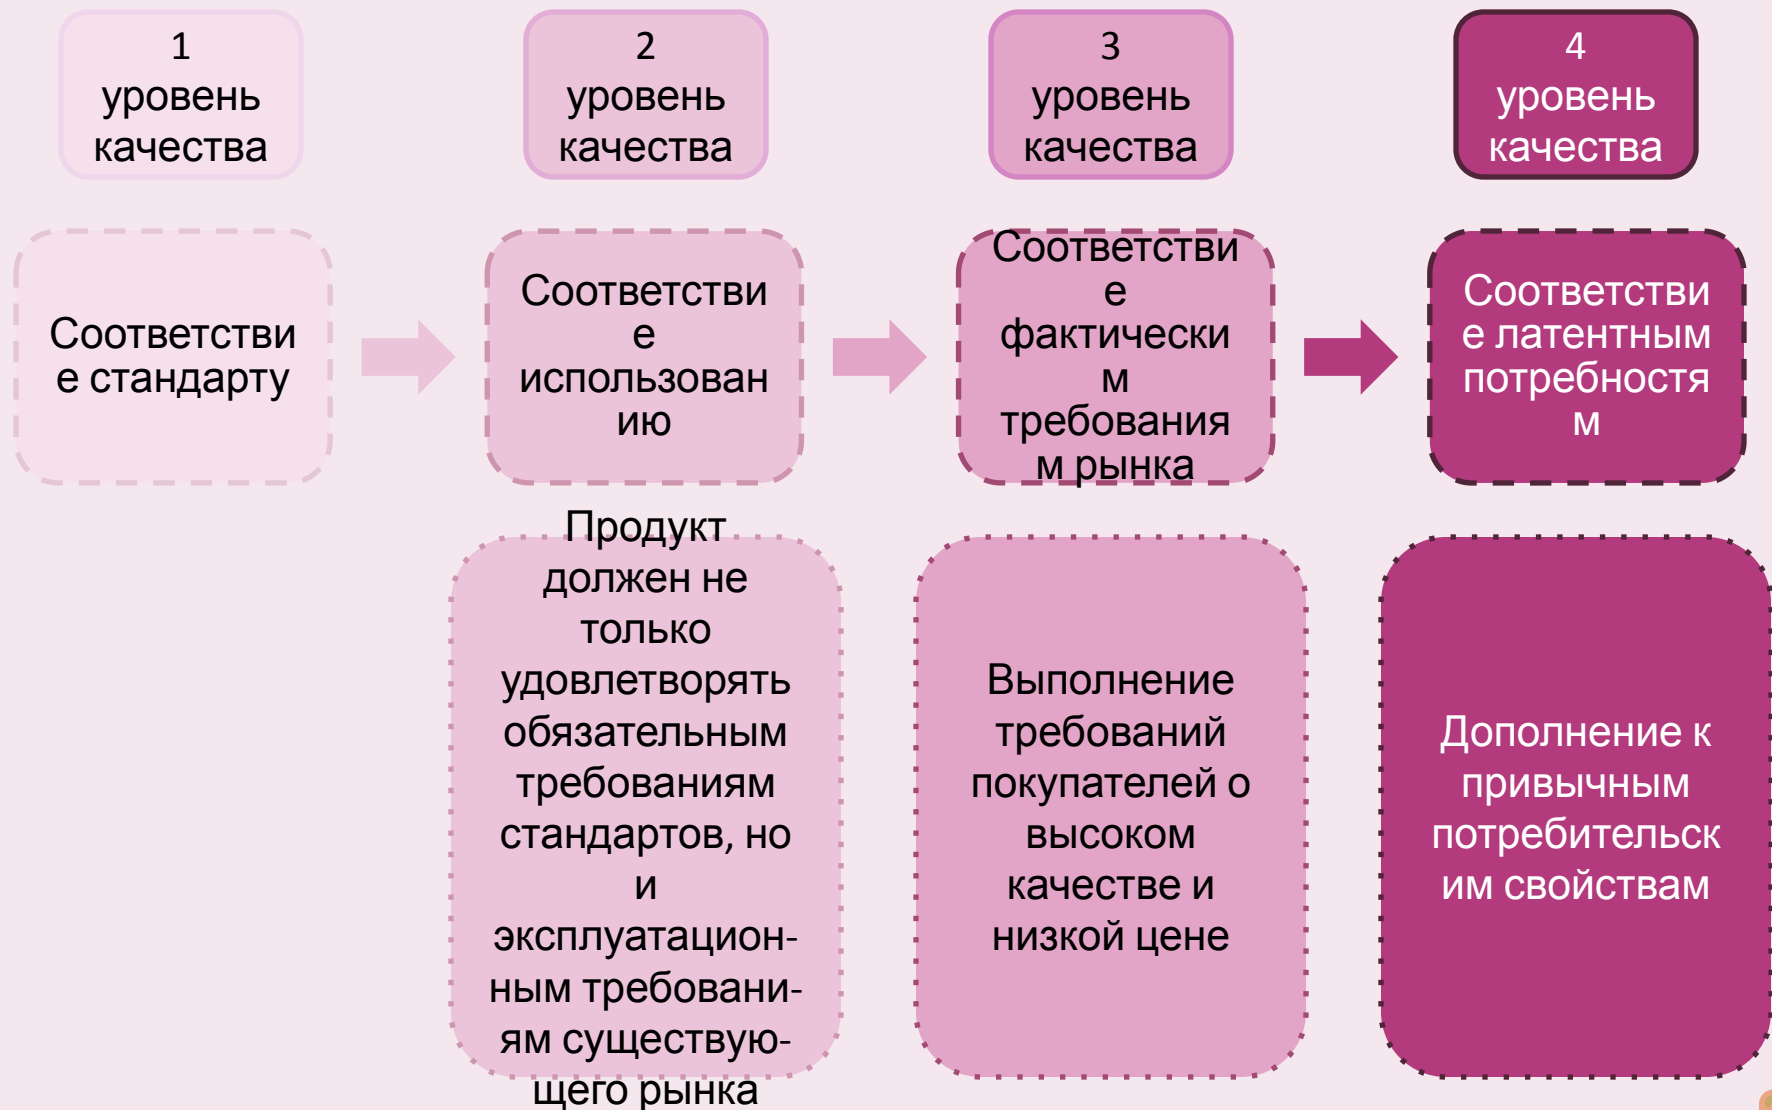 1
уровень
качества
2
уровень
качества
3
уровень
качества
4
уровень
качества
Соответстви
е стандарту
Соответстви
е
использован
ию
Соответстви
е
фактически
м
требования
м рынка
Соответстви
е латентным
потребностя
м
Продукт
должен не
только
удовлетворять
обязательным
требованиям
стандартов, но
и
эксплуатацион-
ным требовани-
ям существую-
щего рынка
Выполнение
требований
покупателей о
высоком
качестве и
низкой цене
Дополнение к
привычным
потребительск
им свойствам